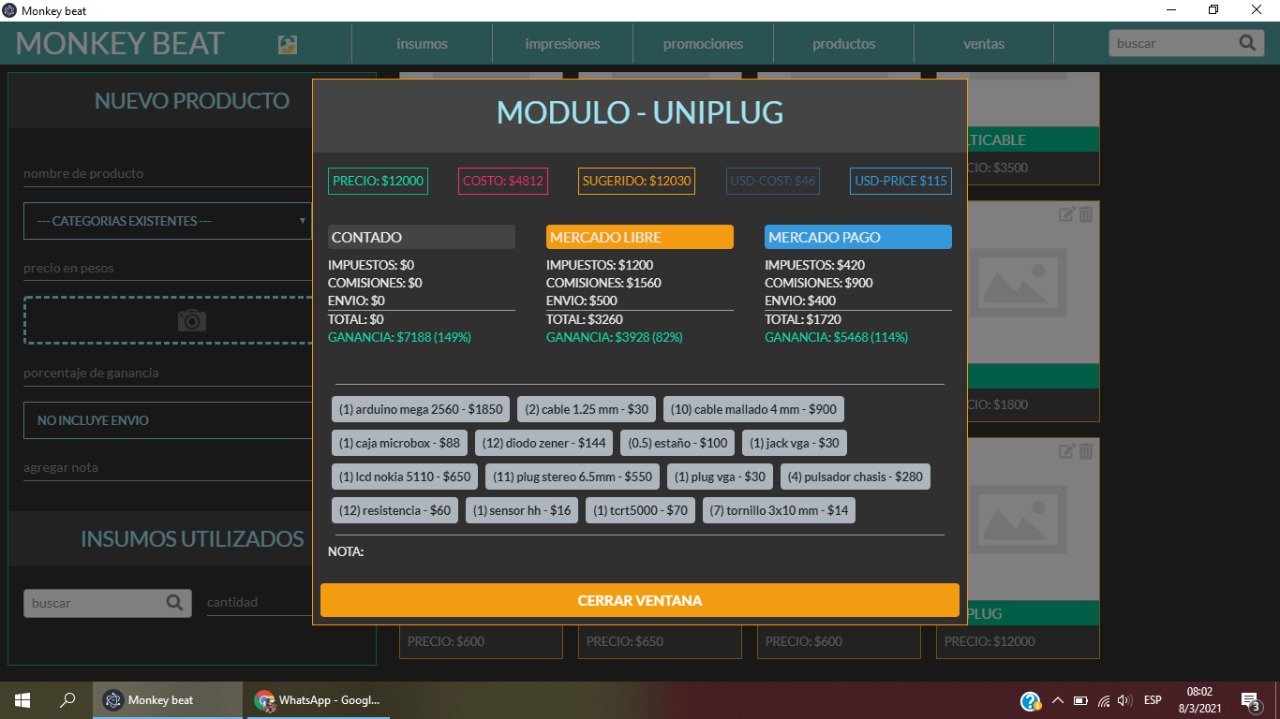 Monkey beat
MONKEY BEAT insumos impresiones promociones productos ventas buscar
NUEVO PRODUCTO
nombre de producto
--- CATEGORIAS EXISTENTES ---
precio en pesos
porcentaje de ganancia
NO INCLUYE ENVIO
agregar nota
INSUMOS UTILIZADOS
buscar cantidad
MODULO - UNIPLUG
PRECIO: $12000 COSTO: $4812 SUGERIDO: $12030 USD-COST: $46 USD-PRICE $115
CONTADO MERCADO LIBRE MERCADO PAGO
IMPUESTOS: $0 IMPUESTOS: $1200 IMPUESTOS: $420
COMISIONES: $0 COMISIONES: $1560 COMISIONES: $900
ENVIO: $0 ENVIO: $500 ENVIO: $400
TOTAL: $0 TOTAL: $3260 TOTAL: $1720
GANANCIA: $7188 (149%) GANANCIA: $3928 (82%) GANANCIA: $5468 (114%)
(1) arduino mega 2560 - $1850 (2) cable 1.25 mm - $30 (10) cable mallado 4 mm - $900
(1) caja microbox - $88 (12) diodo zener - $144 (0.5) estaño - $100 (1) jack vga - $30
(1) lcd nokia 5110 - $650 (11) plug stereo 6.5mm - $550 (1) plug vga - $30 (4) pulsador chasis - $280
(12) resistencia - $60 (1) sensor hh - $16 (1) tcrt5000 - $70 (7) tornillo 3x10 mm - $14
NOTA:
CERRAR VENTANA
LTICABLE
CIO: $3500
CIO: $1800
PLUG
PRECIO: $600 PRECIO: $650 PRECIO: $600 PRECIO: $12000
Monkey beat WhatsApp - Googl... ESP 08:02
8/3/2021 3